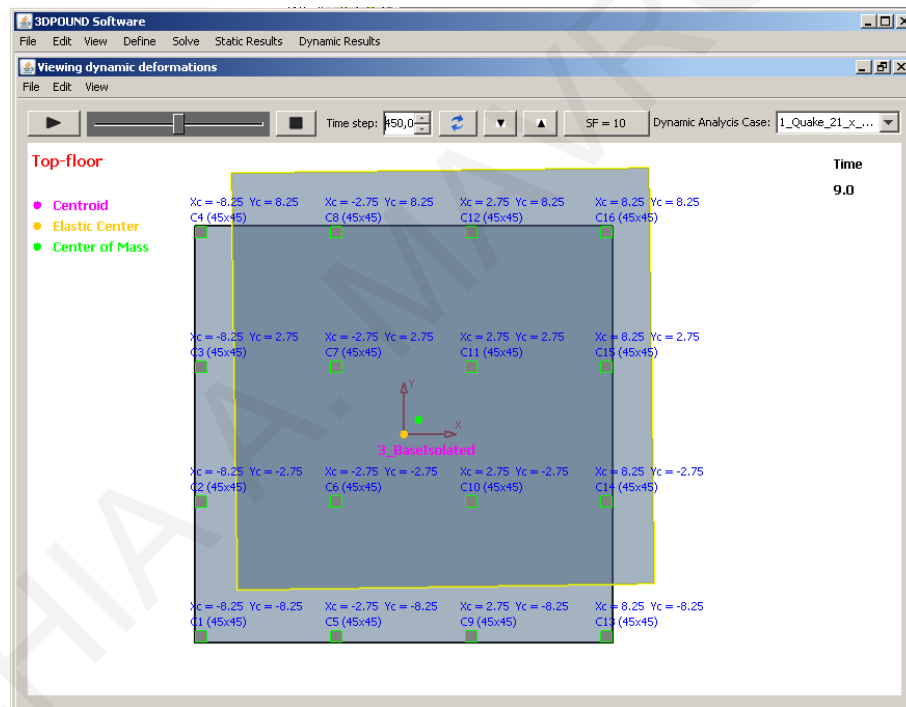 3DPOUND Software
File Edit View Define Solve Static Results Dynamic Results
Viewing dynamic deformations
File Edit View
Time step: 450,0 SF = 10 Dynamic Analysis Case: 1_Quake_21_x_...
Top-floor
Time
9.0
Centroid
Elastic Center
Center of Mass
Xc = -8.25 Yc = 8.25 Xc = -2.75 Yc = 8.25 Xc = 2.75 Yc = 8.25 Xc = 8.25 Yc = 8.25
C4 (45x45) C8 (45x45) C12 (45x45) C16 (45x45)
Xc = -8.25 Yc = 2.75 Xc = -2.75 Yc = 2.75 Xc = 2.75 Yc = 2.75 Xc = 8.25 Yc = 2.75
C3 (45x45) C7 (45x45) C11 (45x45) C15 (45x45)
Y
X
3_BaseIsolated
Xc = -8.25 Yc = -2.75 Xc = -2.75 Yc = -2.75 Xc = 2.75 Yc = -2.75 Xc = 8.25 Yc = -2.75
C2 (45x45) C6 (45x45) C10 (45x45) C14 (45x45)
Xc = -8.25 Yc = -8.25 Xc = -2.75 Yc = -8.25 Xc = 2.75 Yc = -8.25 Xc = 8.25 Yc = -8.25
C1 (45x45) C5 (45x45) C9 (45x45) C13 (45x45)